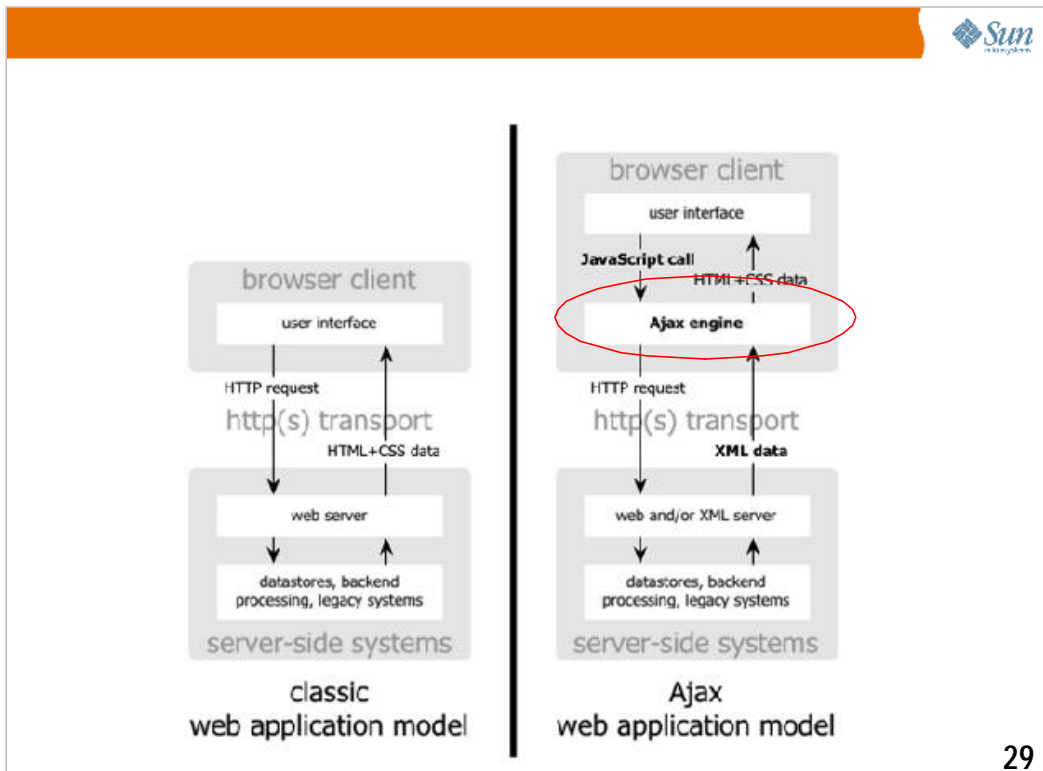 Sun
microsystems
browser client
user interface
HTTP request
http(s) transport
HTML+CSS data
web server
datastores, backend
processing, legacy systems
server-side systems
classic
web application model
browser client
user interface
JavaScript call
HTML+CSS data
Ajax engine
HTTP request
http(s) transport
XML data
web and/or XML server
datastores, backend
processing, legacy systems
server-side systems
Ajax
web application model
29